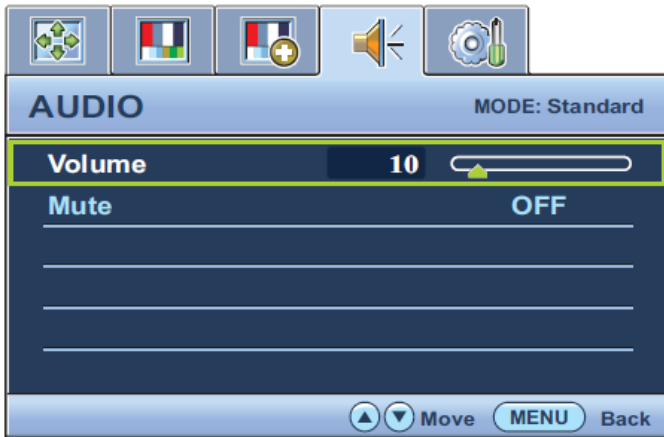 AUDIO MODE: Standard
Volume 10
Mute OFF
Move MENU Back